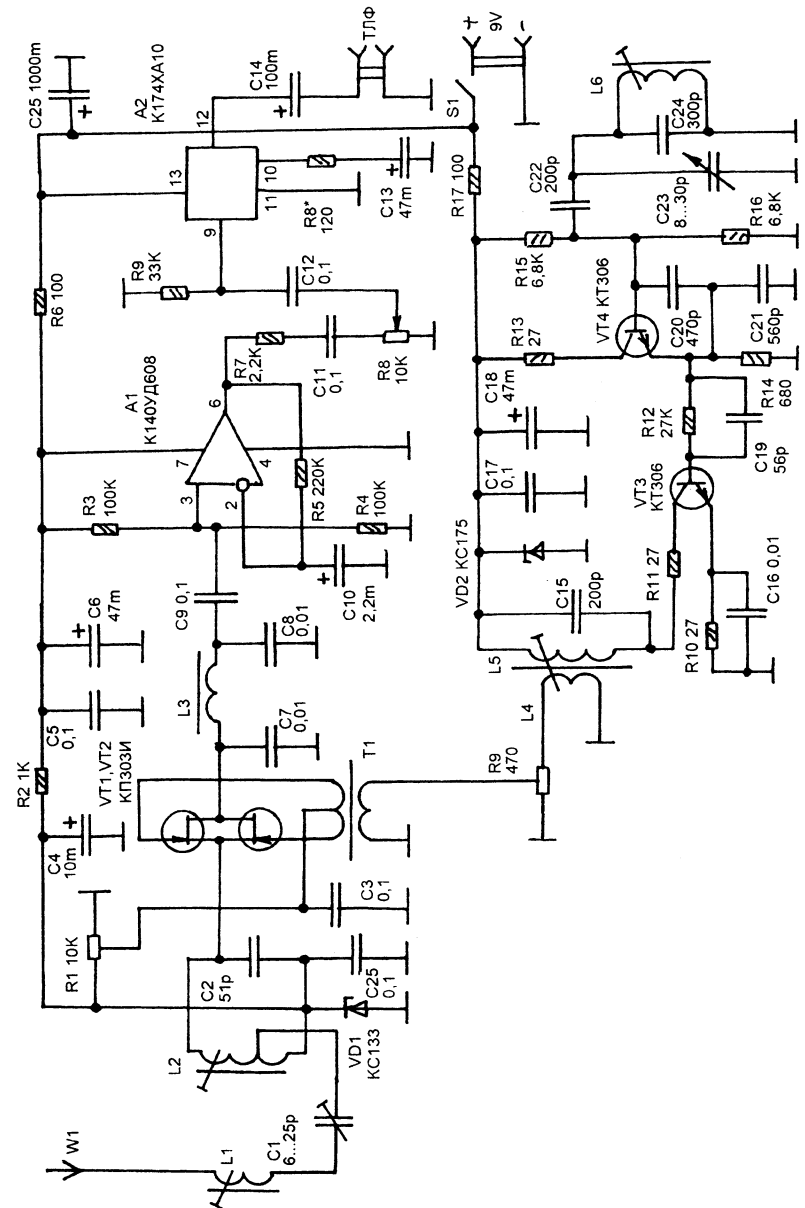 W1
L1
C1
6...25p
L2
VD1
КС133
R1 10K
C2
51p
C25
0,1
C3
0,1
C4
10m
R2 1K
VT1,VT2
КП303И
T1
C5
0,1
C6
47m
L3
C7
0,01
C8
0,01
C9 0,1
R3
100K
R4
100K
C10
2,2m
R5 220K
A1
К140УД608
3
2
7
4
6
R7
2,2K
C11
0,1
R8
10K
C12
0,1
R9
33K
R6 100
A2
К174ХА10
9
13
11
10
12
R8*
120
C13
47m
C14
100m
ТЛФ
C25 1000m
R9
470
L4
L5
C15
200p
VD2 КС175
C17
0,1
C18
47m
R10 27
C16 0,01
R11 27
VT3
КТ306
R12
27K
C19
56p
R13
27
VT4 КТ306
R14
680
C20
470p
C21
560p
R15
6,8K
R16
6,8K
R17 100
S1
+
9V
-
C22
200p
C23
8...30p
C24
300p
L6